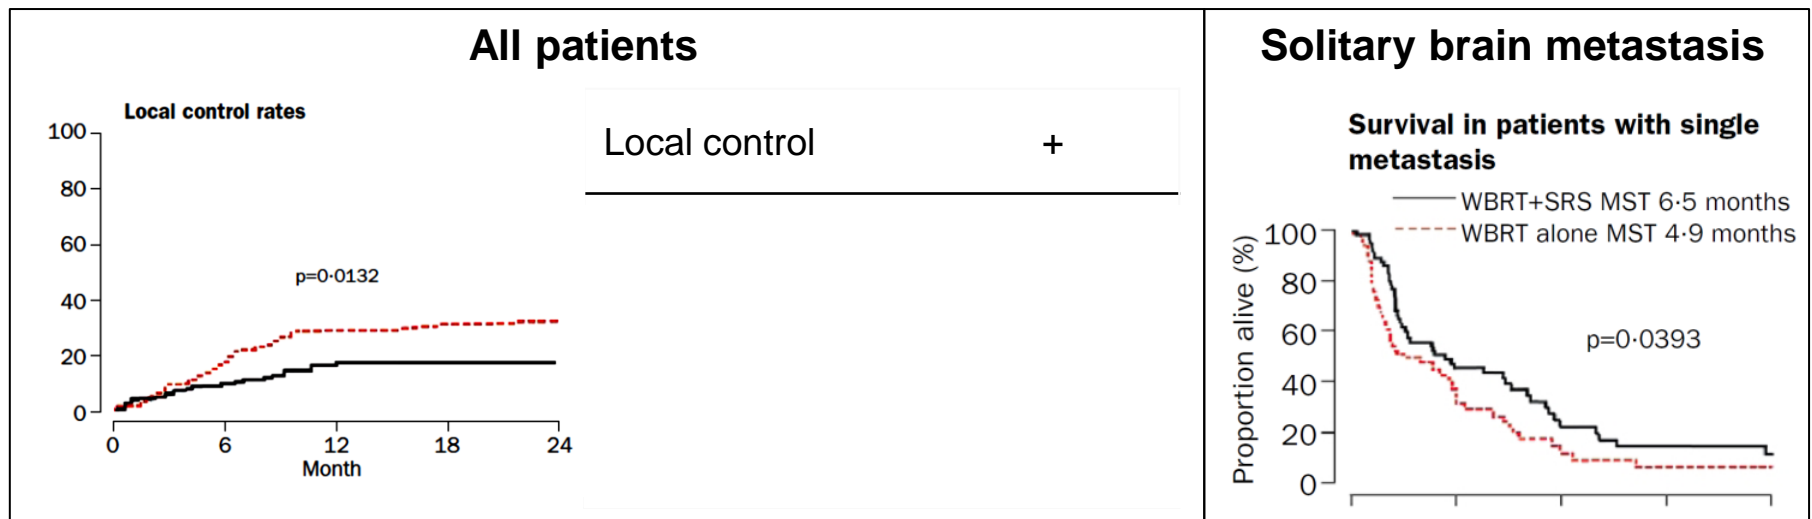 All patients
Local control rates
100
80
60
40
20
0
p=0·0132
0 6 12 18 24
Month
Local control +
Solitary brain metastasis
Survival in patients with single
metastasis
WBRT+SRS MST 6·5 months
WBRT alone MST 4·9 months
Proportion alive (%)
100
80
60
40
20
0
p=0·0393